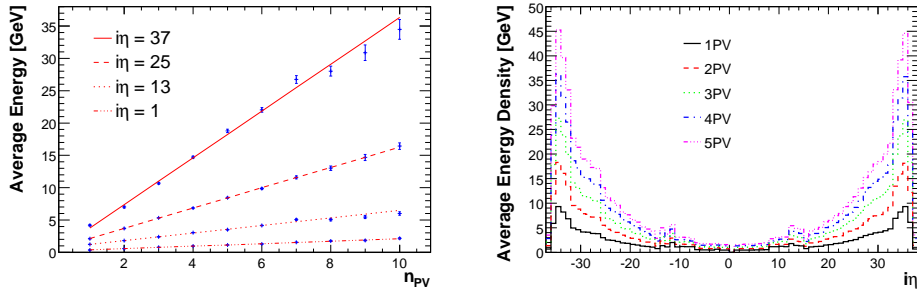 Average Energy [GeV]
35
30
25
20
15
10
5
0
iη = 37
iη = 25
iη = 13
iη = 1
2
4
6
8
10
n_PV
Average Energy Density [GeV]
50
45
40
35
30
25
20
15
10
5
0
1PV
2PV
3PV
4PV
5PV
-30
-20
-10
0
10
20
30
iη